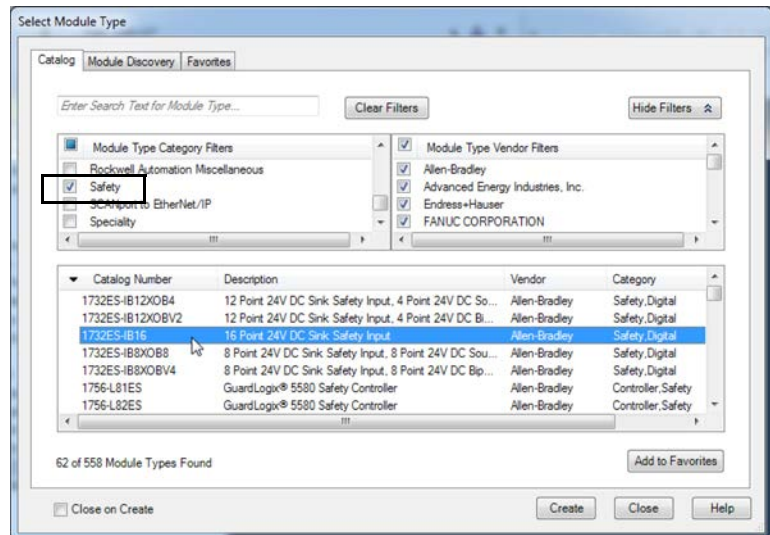 Select Module Type
Catalog Module Discovery Favorites
Enter Search Text for Module Type... Clear Filters Hide Filters
Module Type Category Filters Module Type Vendor Filters
Rockwell Automation Miscellaneous Allen-Bradley
Safety Advanced Energy Industries, Inc.
SCANport to EtherNet/IP Endress+Hauser
Speciality FANUC CORPORATION
Catalog Number Description Vendor Category
1732ES-IB12XOB4 12 Point 24V DC Sink Safety Input, 4 Point 24V DC So... Allen-Bradley Safety,Digital
1732ES-IB12XOBV2 12 Point 24V DC Sink Safety Input, 4 Point 24V DC Bi... Allen-Bradley Safety,Digital
1732ES-IB16 16 Point 24V DC Sink Safety Input Allen-Bradley Safety,Digital
1732ES-IB8XOB8 8 Point 24V DC Sink Safety Input, 8 Point 24V DC Sou... Allen-Bradley Safety,Digital
1732ES-IB8XOBV4 8 Point 24V DC Sink Safety Input, 8 Point 24V DC Bip... Allen-Bradley Safety,Digital
1756-L81ES GuardLogix® 5580 Safety Controller Allen-Bradley Controller,Safety
1756-L82ES GuardLogix® 5580 Safety Controller Allen-Bradley Controller,Safety
62 of 558 Module Types Found Add to Favorites
Close on Create Create Close Help